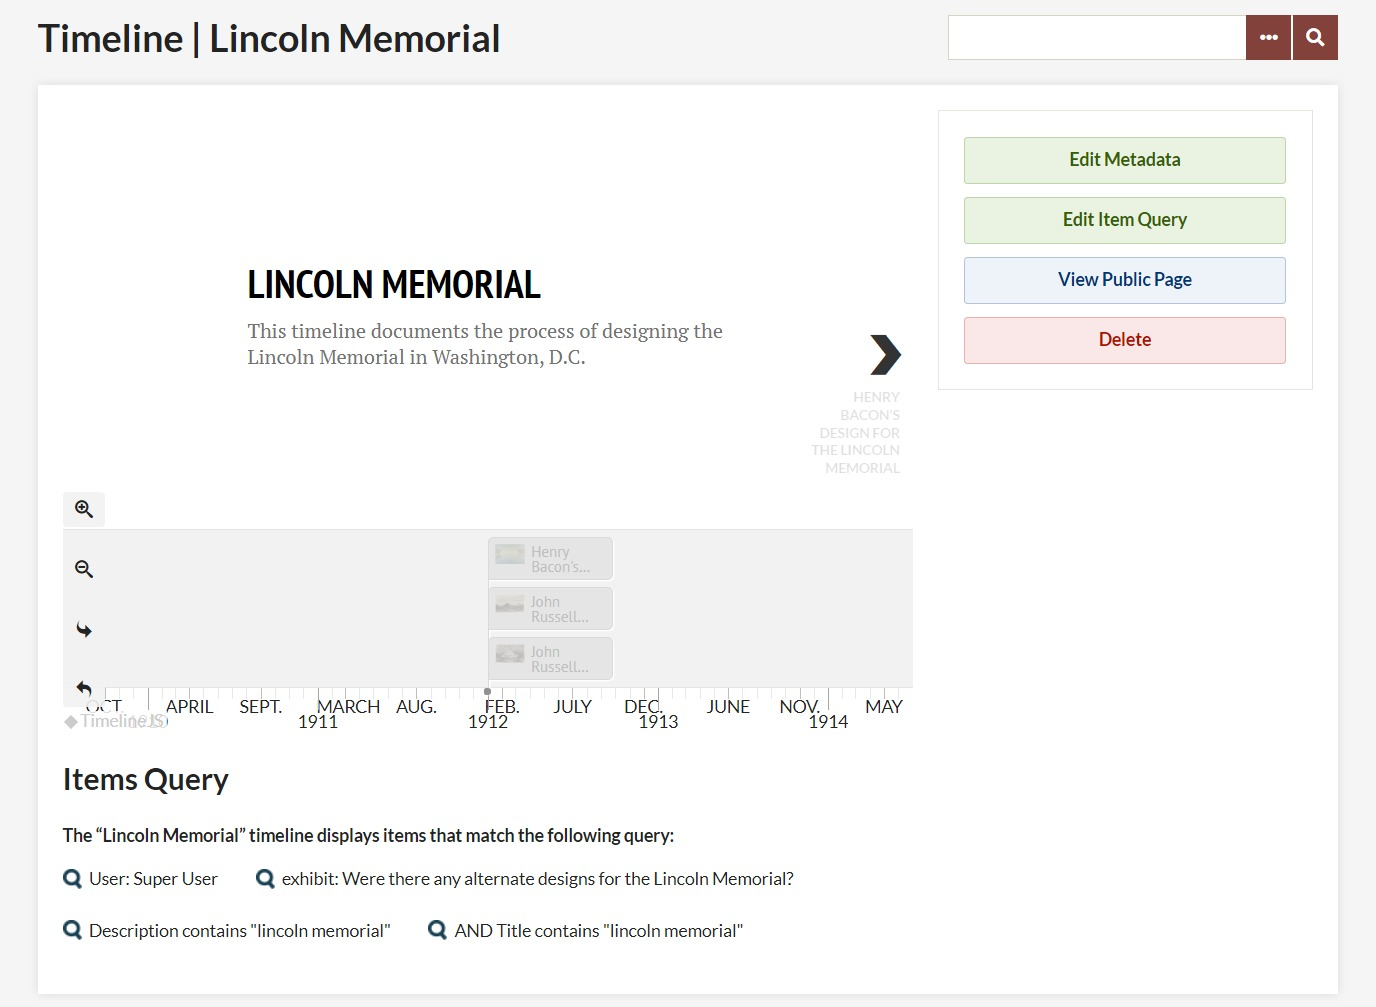 Timeline | Lincoln Memorial
•••
Edit Metadata
Edit Item Query
View Public Page
Delete
LINCOLN MEMORIAL
This timeline documents the process of designing the
Lincoln Memorial in Washington, D.C.
HENRY
BACON'S
DESIGN FOR
THE LINCOLN
MEMORIAL
Henry
Bacon's...
John
Russell...
John
Russell...
OCT APRIL SEPT. MARCH AUG. FEB. JULY DEC. JUNE NOV. MAY
TimelineJS 1911 1912 1913 1914
Items Query
The “Lincoln Memorial” timeline displays items that match the following query:
User: Super User exhibit: Were there any alternate designs for the Lincoln Memorial?
Description contains "lincoln memorial" AND Title contains "lincoln memorial"